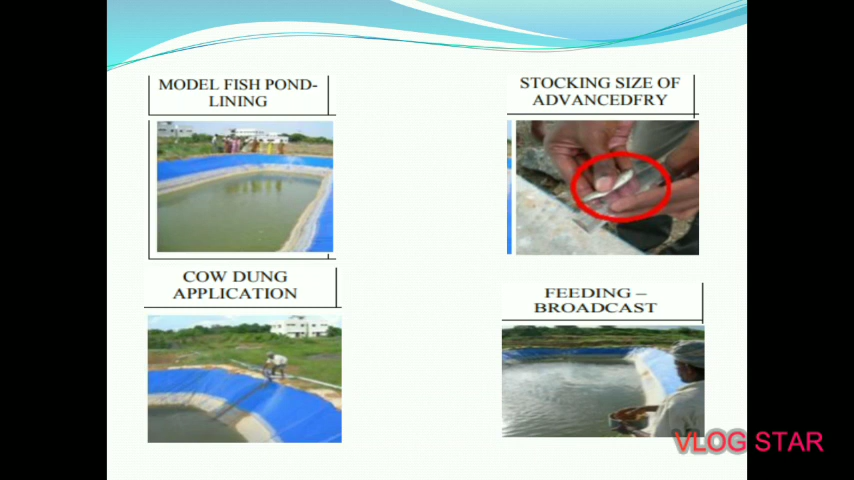 MODEL FISH POND-
LINING
STOCKING SIZE OF
ADVANCEDFRY
COW DUNG
APPLICATION
FEEDING –
BROADCAST
VLOG STAR